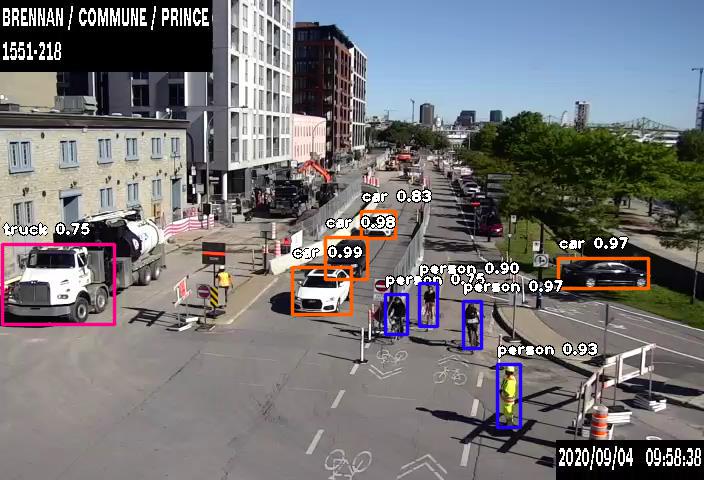 BRENNAN / COMMUNE / PRINCE
1551-218
car 0.83
car 0.98
truck 0.75
car 0.99
car 0.97
person 0.90
person 0.75
person 0.97
person 0.93
2020/09/04 09:58:38